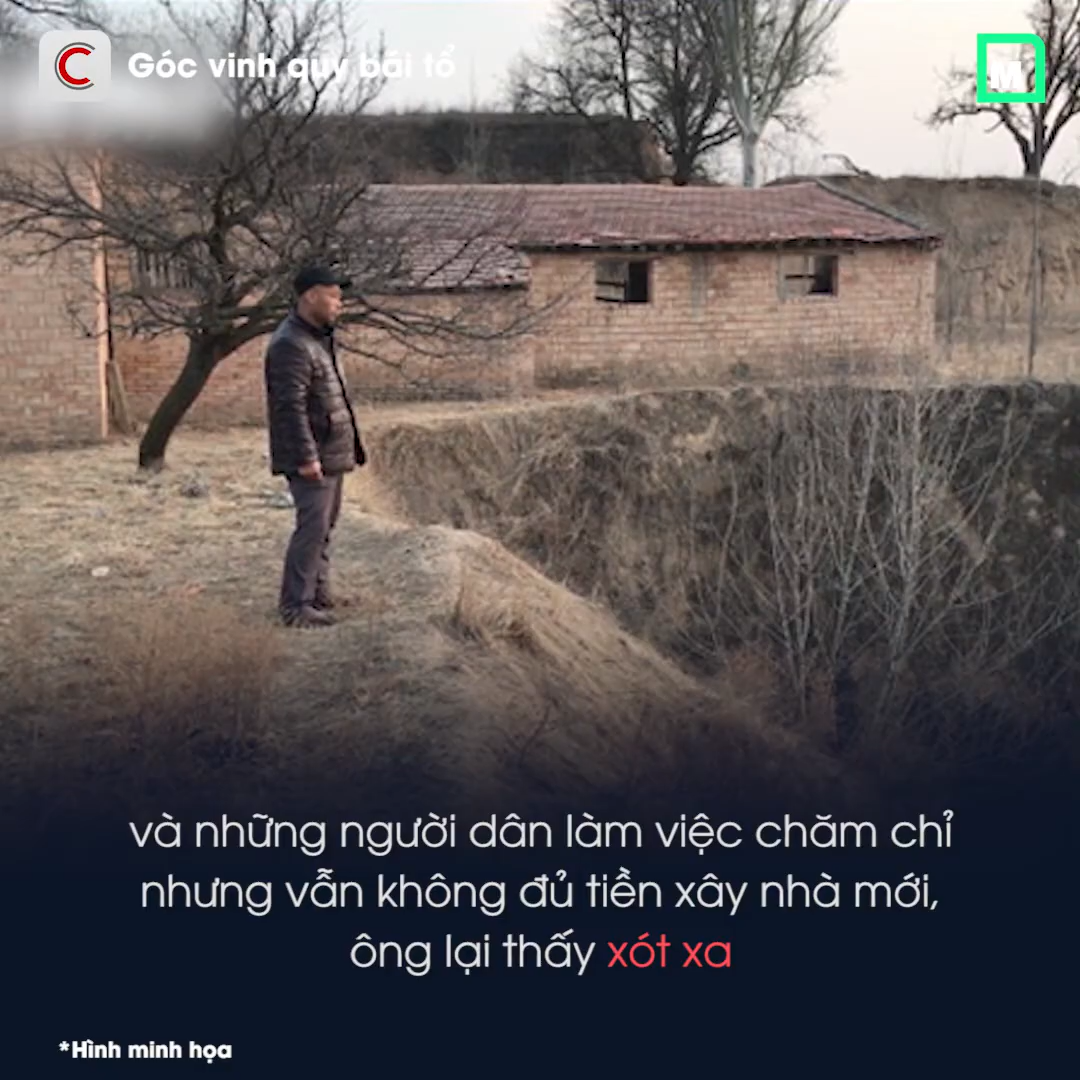 C
Góc vinh quy bái tổ
M
và những người dân làm việc chăm chỉ
nhưng vẫn không đủ tiền xây nhà mới,
ông lại thấy xót xa
*Hình minh họa